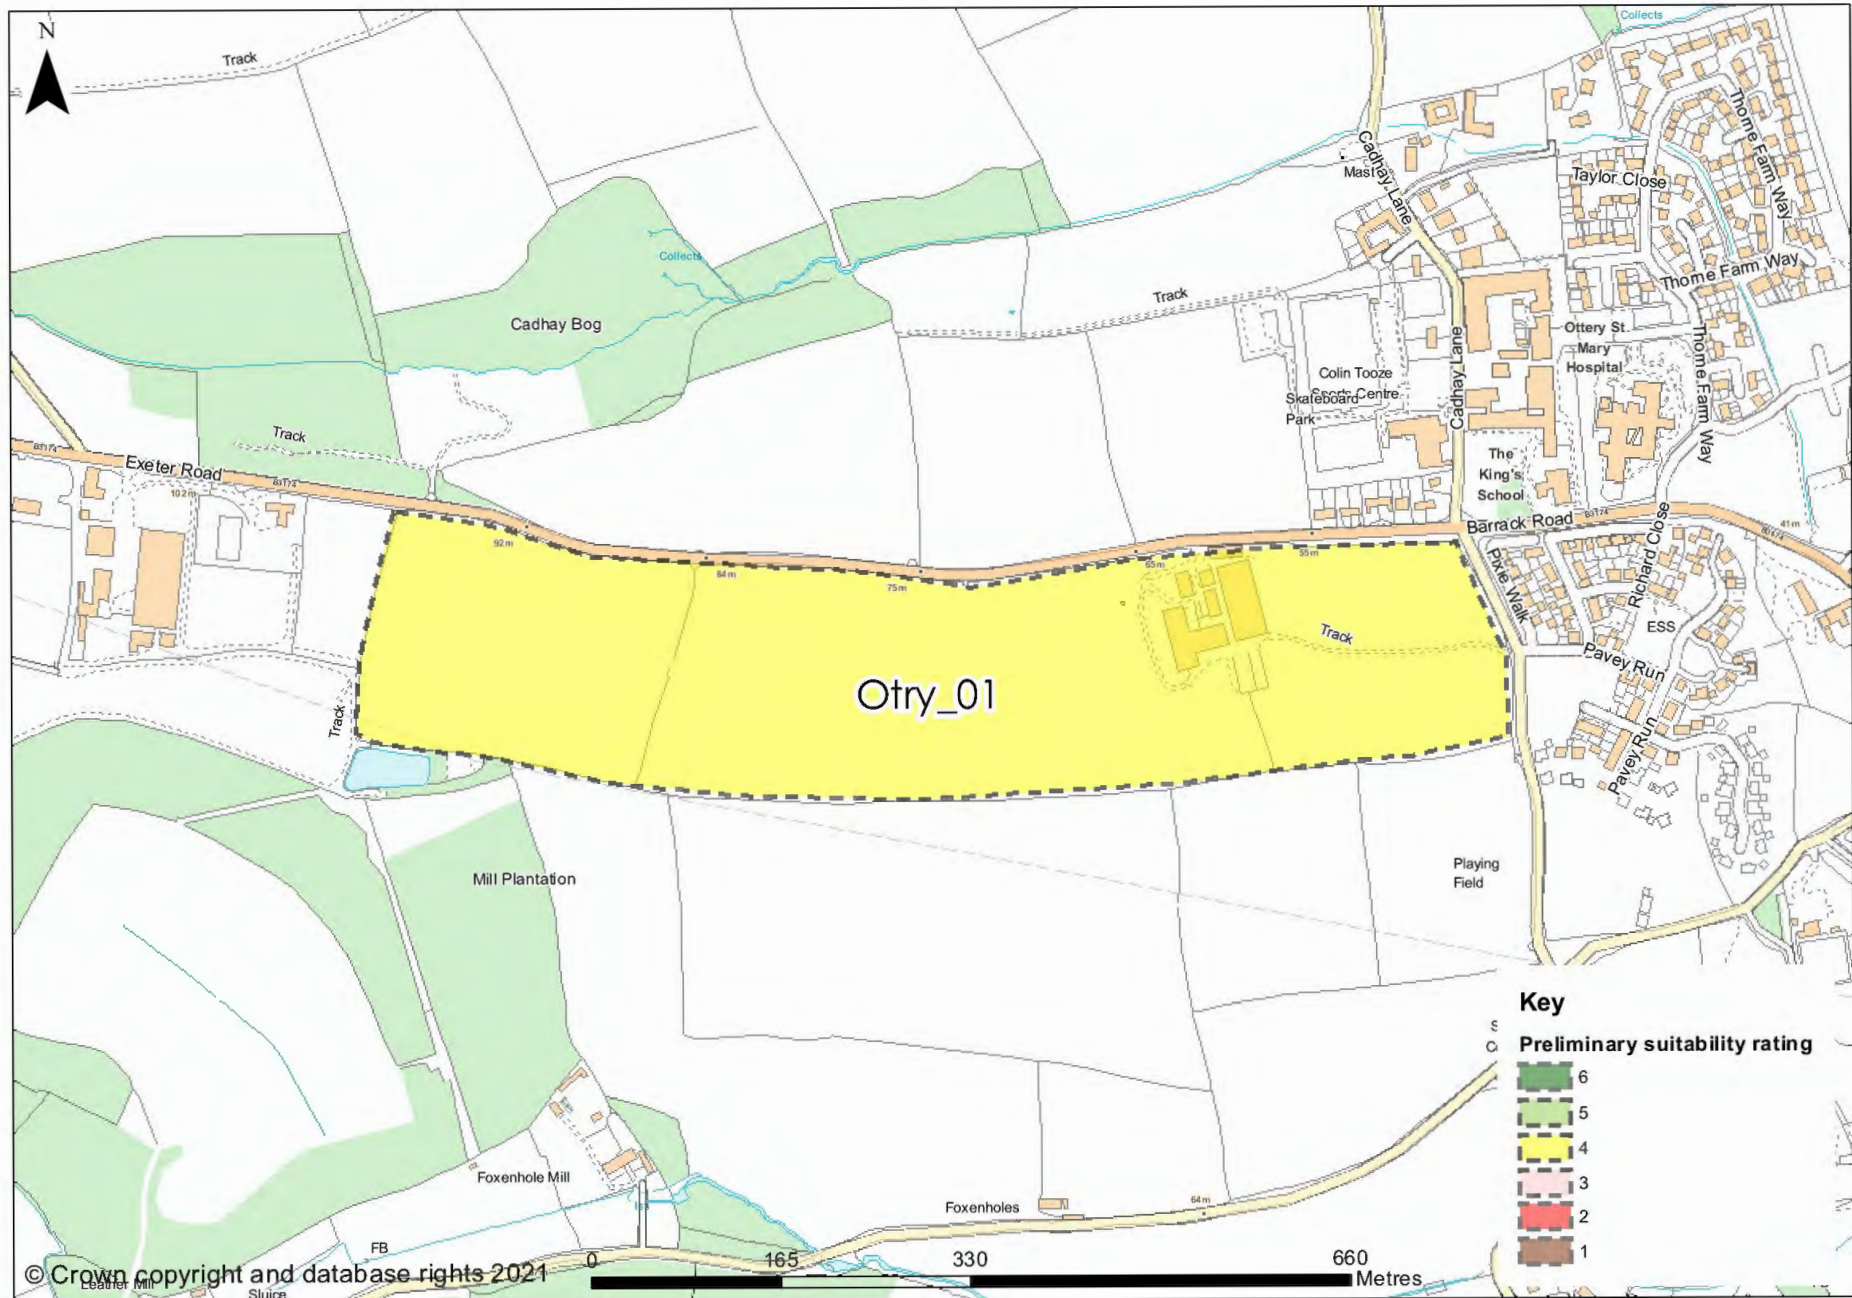 N
Track
Collects
Thorne Farm Way
Cadhay Lane
Mast
Taylor Close
Collects
Thorne Farm Way
Track
Cadhay Bog
Ottery St
Mary
Hospital
Cadhay Lane
Thorne Farm Way
Colin Tooze
Sports Centre
Skateboard
Park
Track
B3174
Exeter Road
B3174
102m
The
King's
School
Barrack Road
B3174
41m
B3174
92m
84m
75m
65m
55m
Pixie Walk
Richard Close
ESS
Track
Pavey Run
Otry_01
Track
Pavey Run
Mill Plantation
Playing
Field
Key
Preliminary suitability rating
6
5
4
3
2
1
Foxenhole Mill
Foxenholes
64m
FB
0
165
330
660
Metres
© Crown copyright and database rights 2021
Leather Mill
Sluice